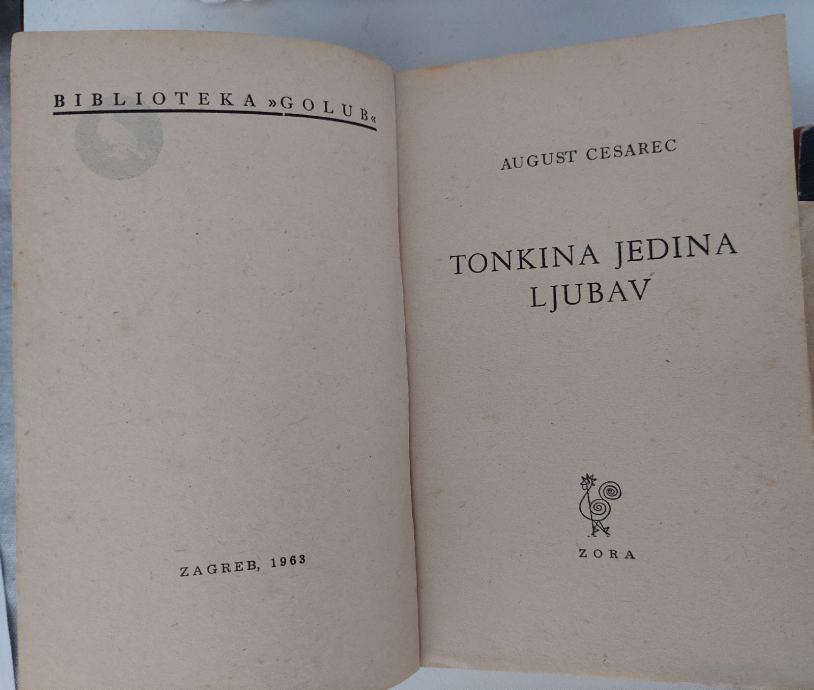 BIBLIOTEKA »GOLUB«
ZAGREB, 1963
AUGUST CESAREC
TONKINA JEDINA
LJUBAV
ZORA